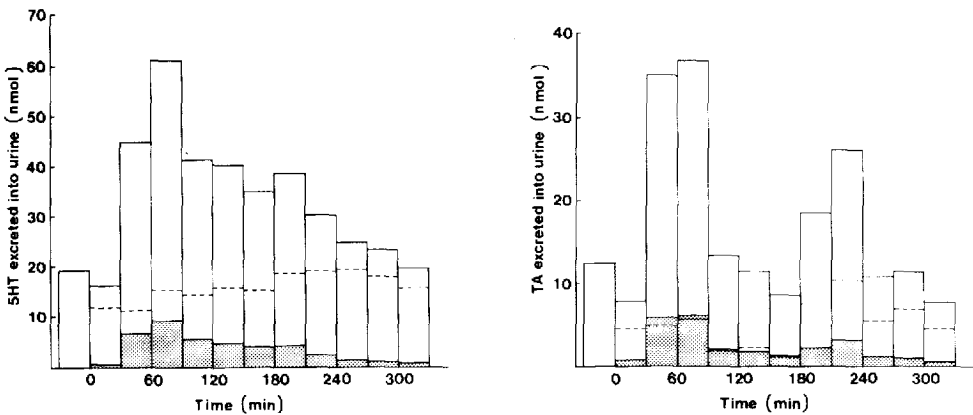 5HT excreted into urine (nmol)
70
60
50
40
30
20
10
0 60 120 180 240 300
Time (min)
TA excreted into urine (nmol)
40
30
20
10
0 60 120 180 240 300
Time (min)